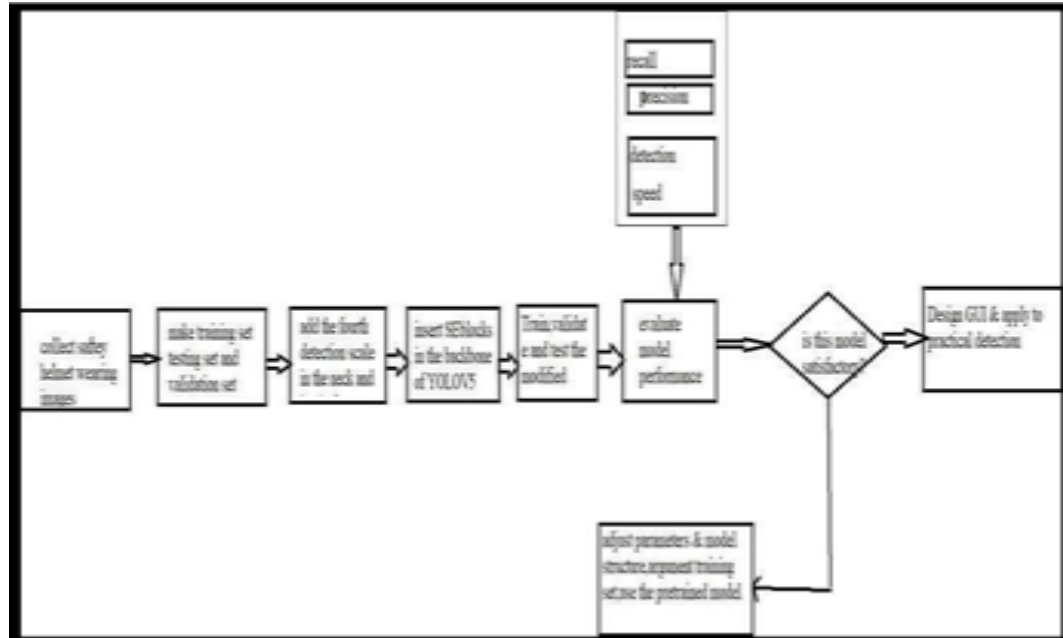 recall
precision
detection
speed
collect saftey
helmet wearing
images
make training set
testing set and
validation set
add the fourth
detection scale
in the neck and
insert SEblocks
in the backbone
of YOLOV5
Train,validat
e and test the
modified
evaluate
model
performance
is this model
satisfactory?
Design GUI & apply to
practical detection
adjust parameters & model
structure,argument training
set,use the pretrained model